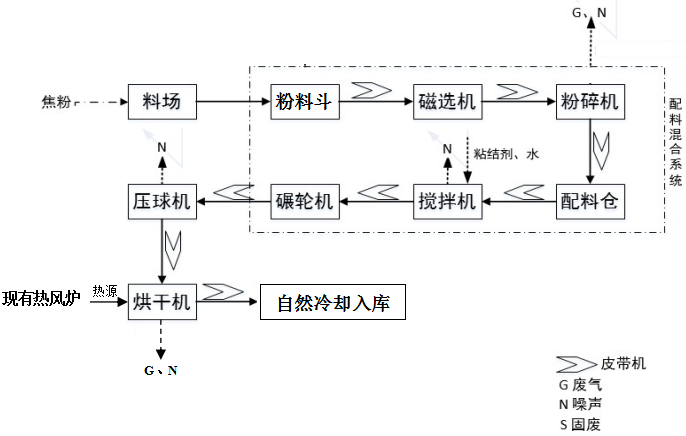 G、N
焦粉
料场
粉料斗
磁选机
粉碎机
配料混合系统
N
N
粘结剂、水
压球机
碾轮机
搅拌机
配料仓
现有热风炉
热源
烘干机
自然冷却入库
G、N
皮带机
G 废气
N 噪声
S 固废